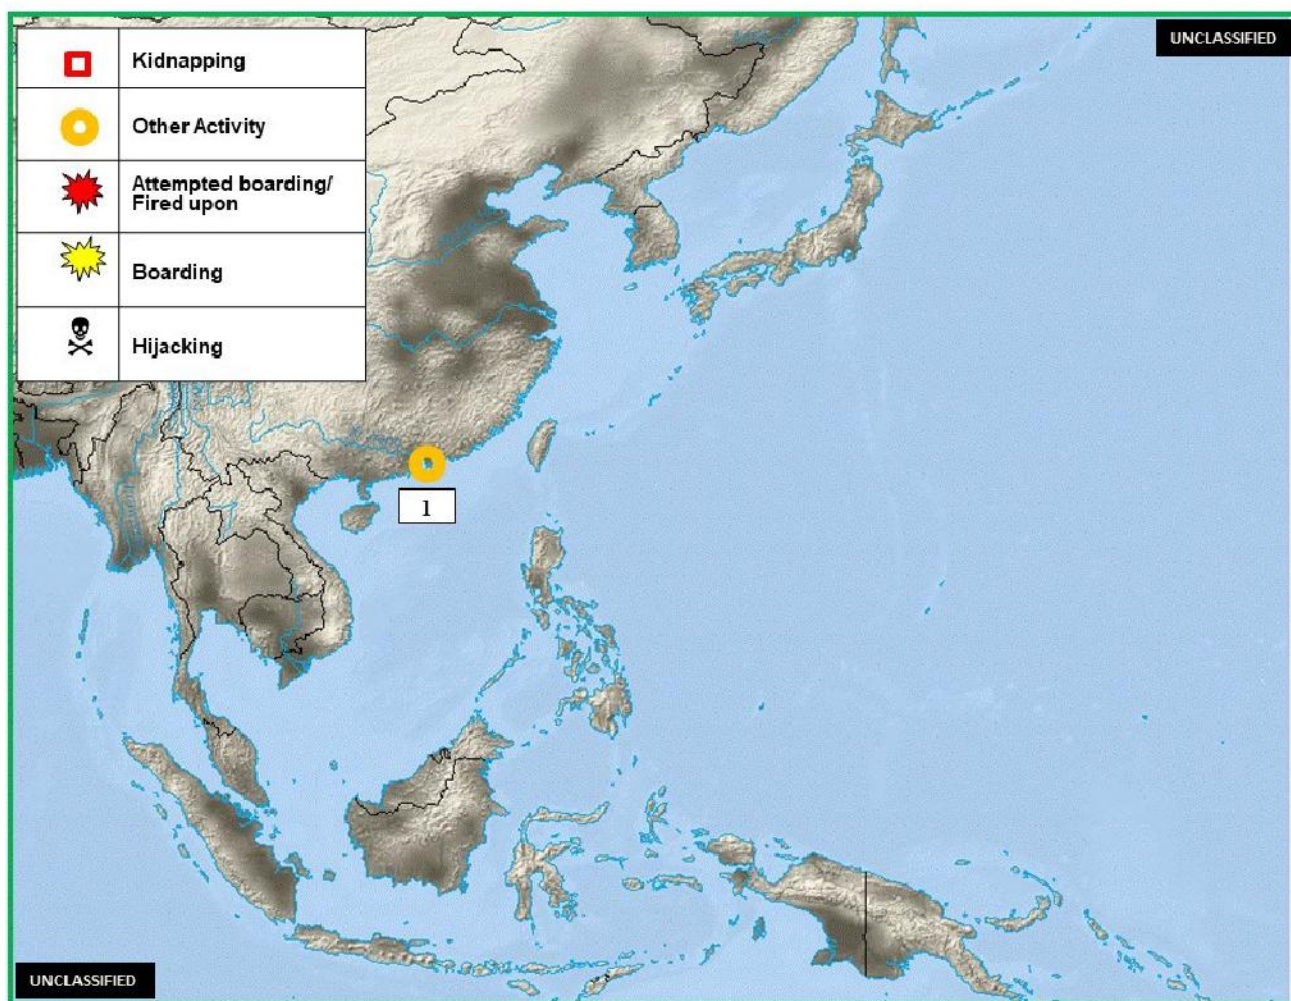 UNCLASSIFIED
Kidnapping
Other Activity
Attempted boarding/
Fired upon
Boarding
Hijacking
1
UNCLASSIFIED